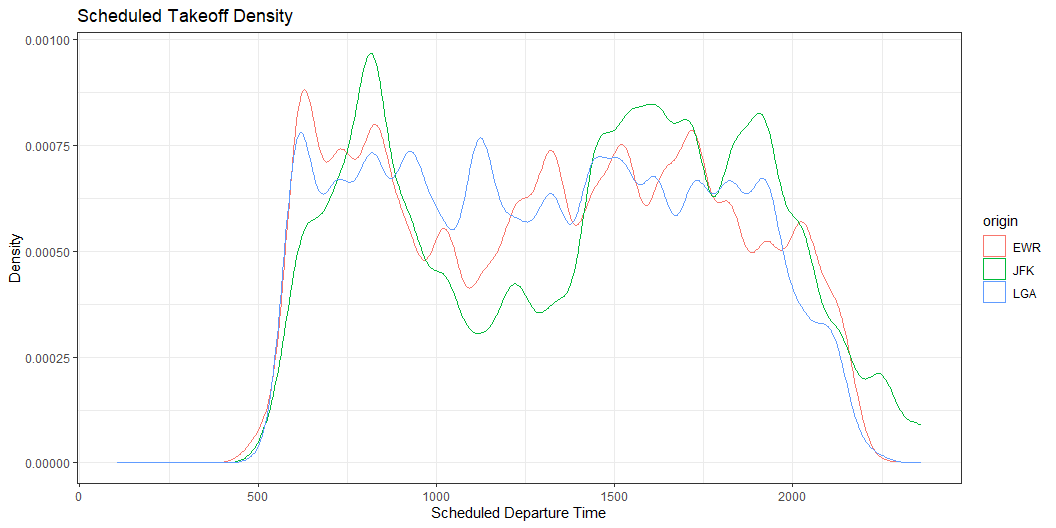 Scheduled Takeoff Density
0.00100
0.00075
0.00050
0.00025
0.00000
Density
0
500
1000
1500
2000
Scheduled Departure Time
origin
EWR
JFK
LGA